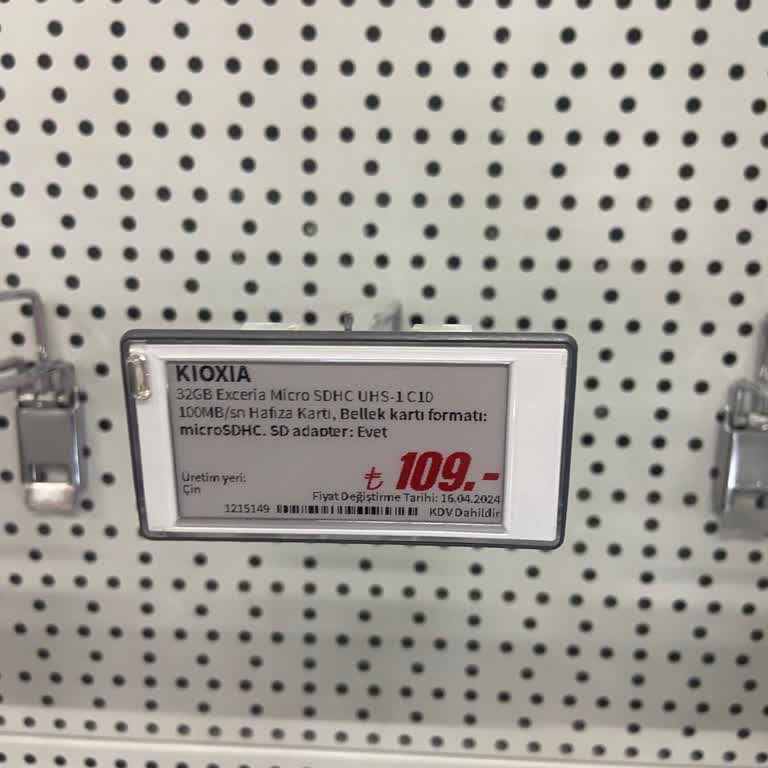 KIOXIA
32GB Exceria Micro SDHC UHS-1 C10
100MB/sn Hafıza Kartı, Bellek kartı formatı:
microSDHC, SD adapter: Evet
₺ 109.-
Üretim yeri:
Çin
Fiyat Değiştirme Tarihi: 16.04.2024
1215149 KDV Dahildir